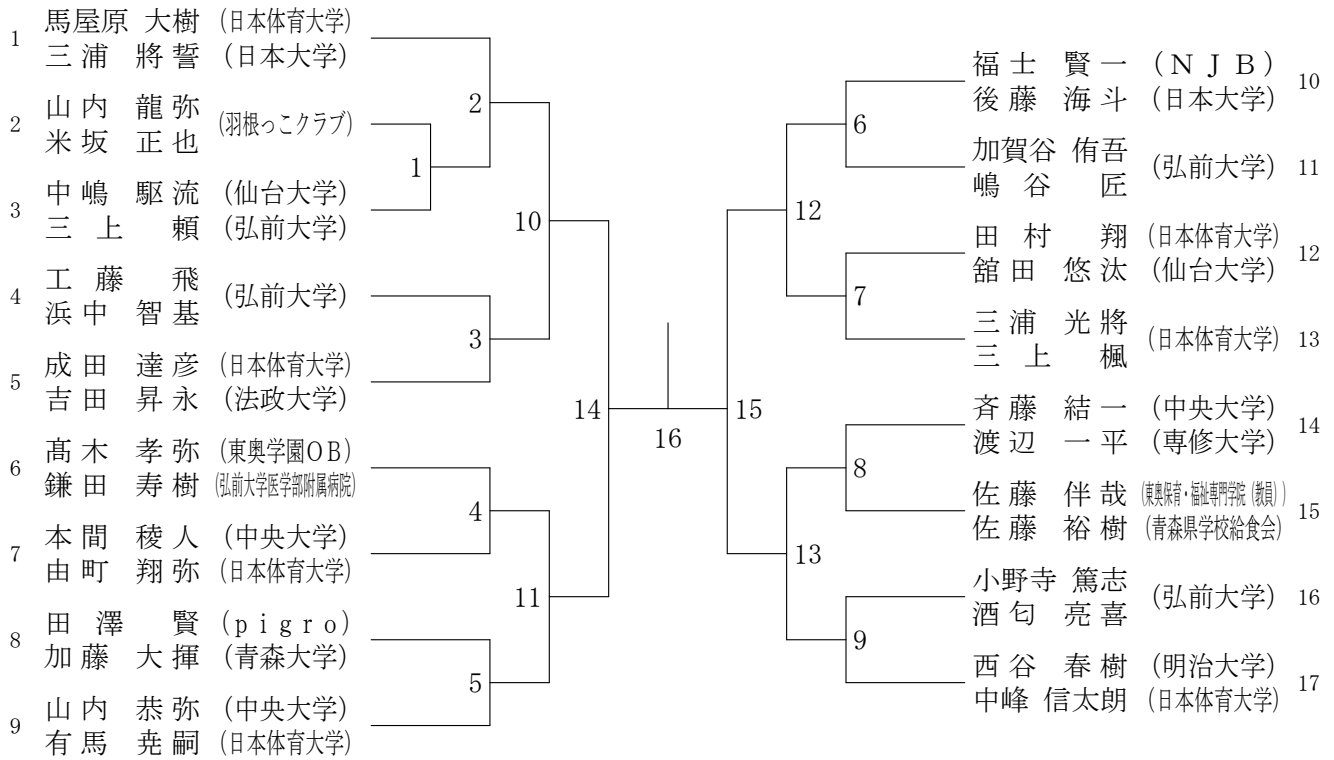 1 馬屋原 大樹 (日本体育大学)
三浦 將誓 (日本大学)
2 山内 龍弥 (羽根っこクラブ)
米坂 正也
3 中嶋 駆流 (仙台大学)
三上 頼 (弘前大学)
4 工藤 飛 (弘前大学)
浜中 智基
5 成田 達彦 (日本体育大学)
吉田 昇永 (法政大学)
6 髙木 孝弥 (東奥学園OB)
鎌田 寿樹 (弘前大学医学部附属病院)
7 本間 稜人 (中央大学)
由町 翔弥 (日本体育大学)
8 田澤 賢 (pigro)
加藤 大揮 (青森大学)
9 山内 恭弥 (中央大学)
有馬 尭嗣 (日本体育大学)
2
1
10
3
14
4
11
5
16
15
6
12
7
8
13
9
福士 賢一 (NJB) 10
後藤 海斗 (日本大学)
加賀谷 侑吾 (弘前大学) 11
嶋谷 匠
田村 翔 (日本体育大学) 12
舘田 悠汰 (仙台大学)
三浦 光將 (日本体育大学) 13
三上 楓
斉藤 結一 (中央大学) 14
渡辺 一平 (専修大学)
佐藤 伴哉 (東奥保育・福祉専門学院(教員)) 15
佐藤 裕樹 (青森県学校給食会)
小野寺 篤志 (弘前大学) 16
酒匂 亮喜
西谷 春樹 (明治大学) 17
中峰 信太朗 (日本体育大学)